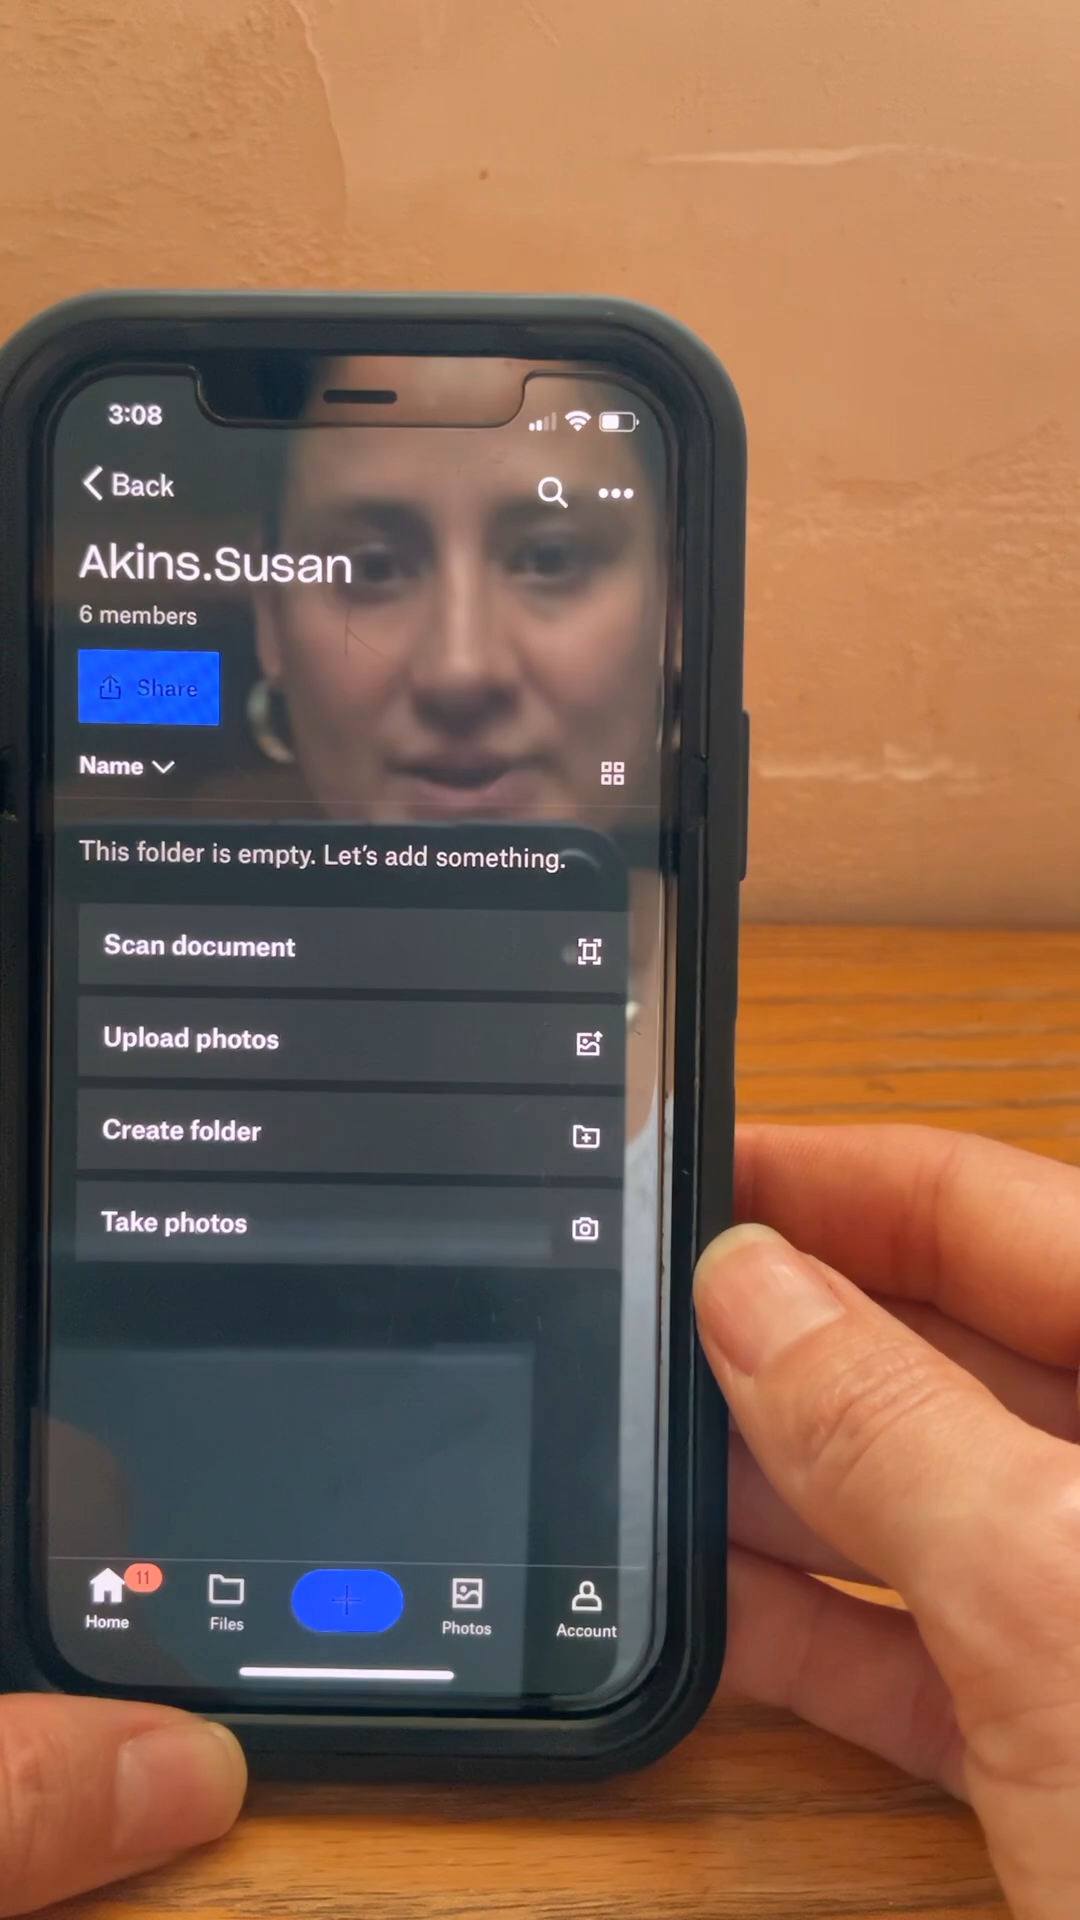 3:08
Back
Akins.Susan
6 members
Share
Name
This folder is empty. Let's add something.
Scan document
Upload photos
Create folder
Take photos
11
Home
Files
Photos
Account